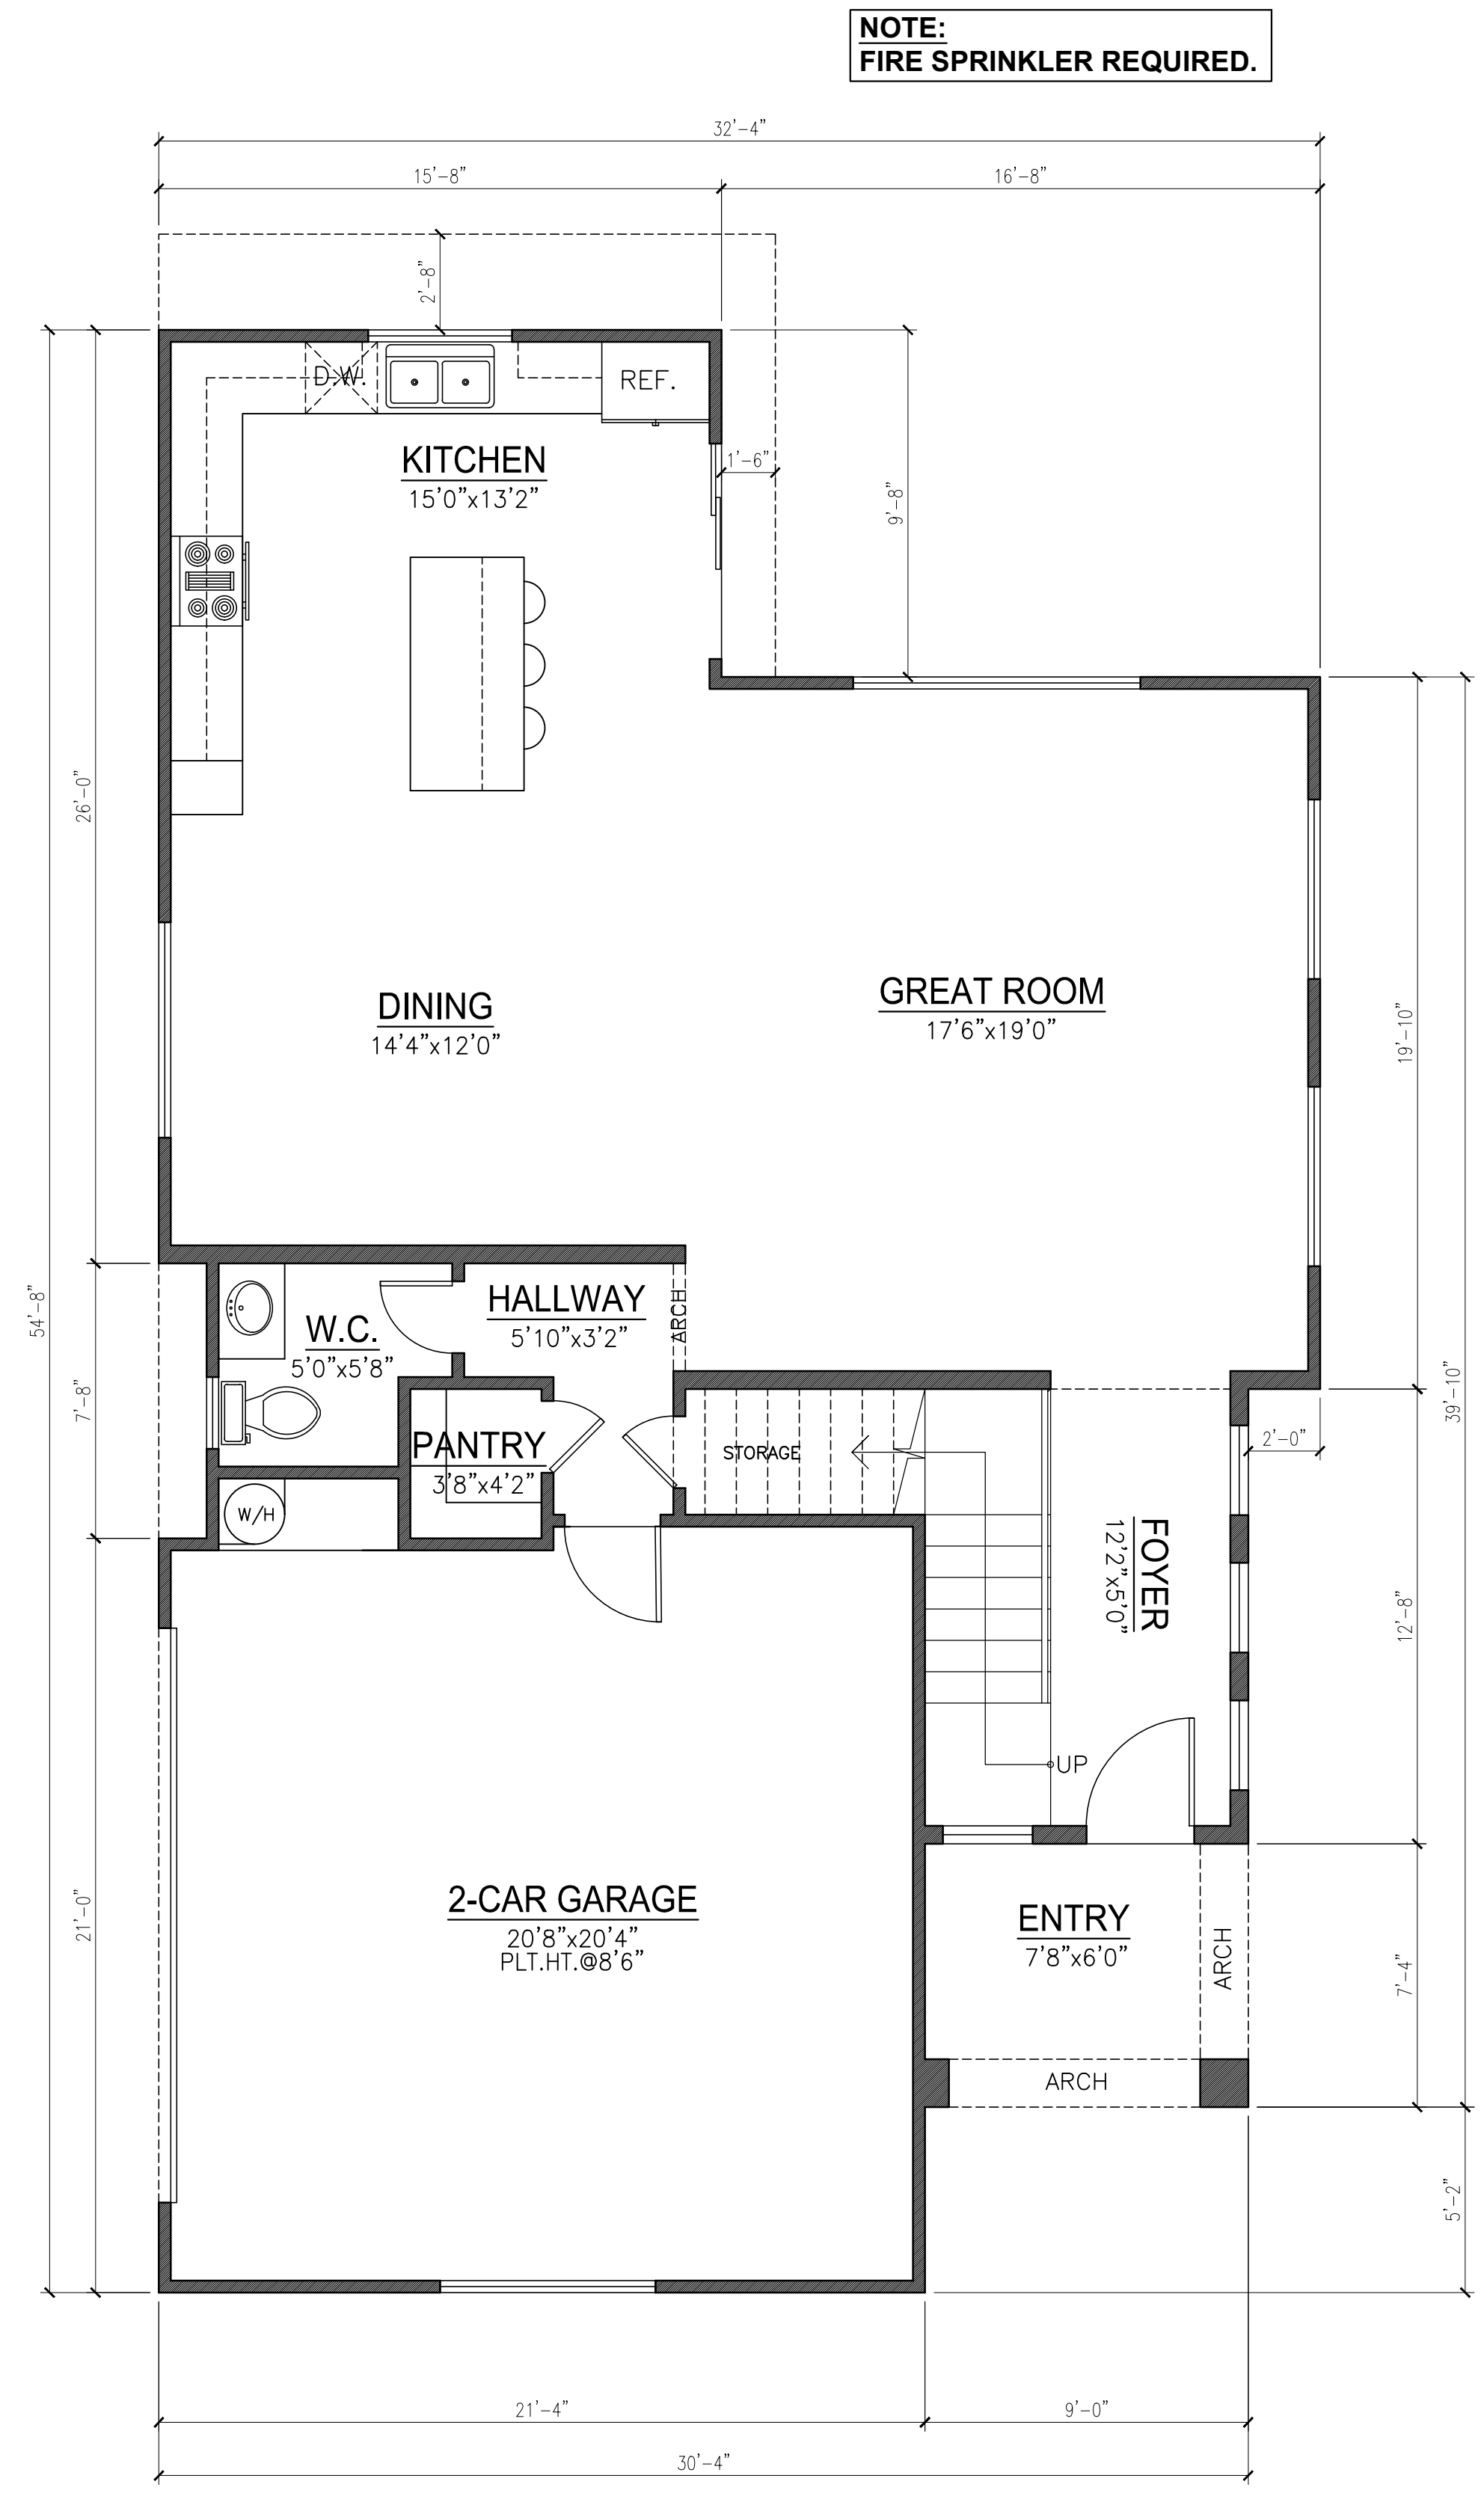 NOTE:
FIRE SPRINKLER REQUIRED.
32'-4"
15'-8"
16'-8"
2'-8"
D.W.
REF.
KITCHEN
15'0"x13'2"
1'-6"
9'-8"
26'-0"
DINING
14'4"x12'0"
GREAT ROOM
17'6"x19'0"
19'-10"
54'-8"
39'-10"
HALLWAY
5'10"x3'2"
ARCH
W.C.
5'0"x5'8"
7'-8"
PANTRY
3'8"x4'2"
STORAGE
2'-0"
W/H
FOYER
12'2"x5'0"
12'-8"
UP
2-CAR GARAGE
20'8"x20'4"
PLT.HT.@8'6"
21'-0"
ENTRY
7'8"x6'0"
ARCH
7'-4"
ARCH
5'-2"
21'-4"
9'-0"
30'-4"